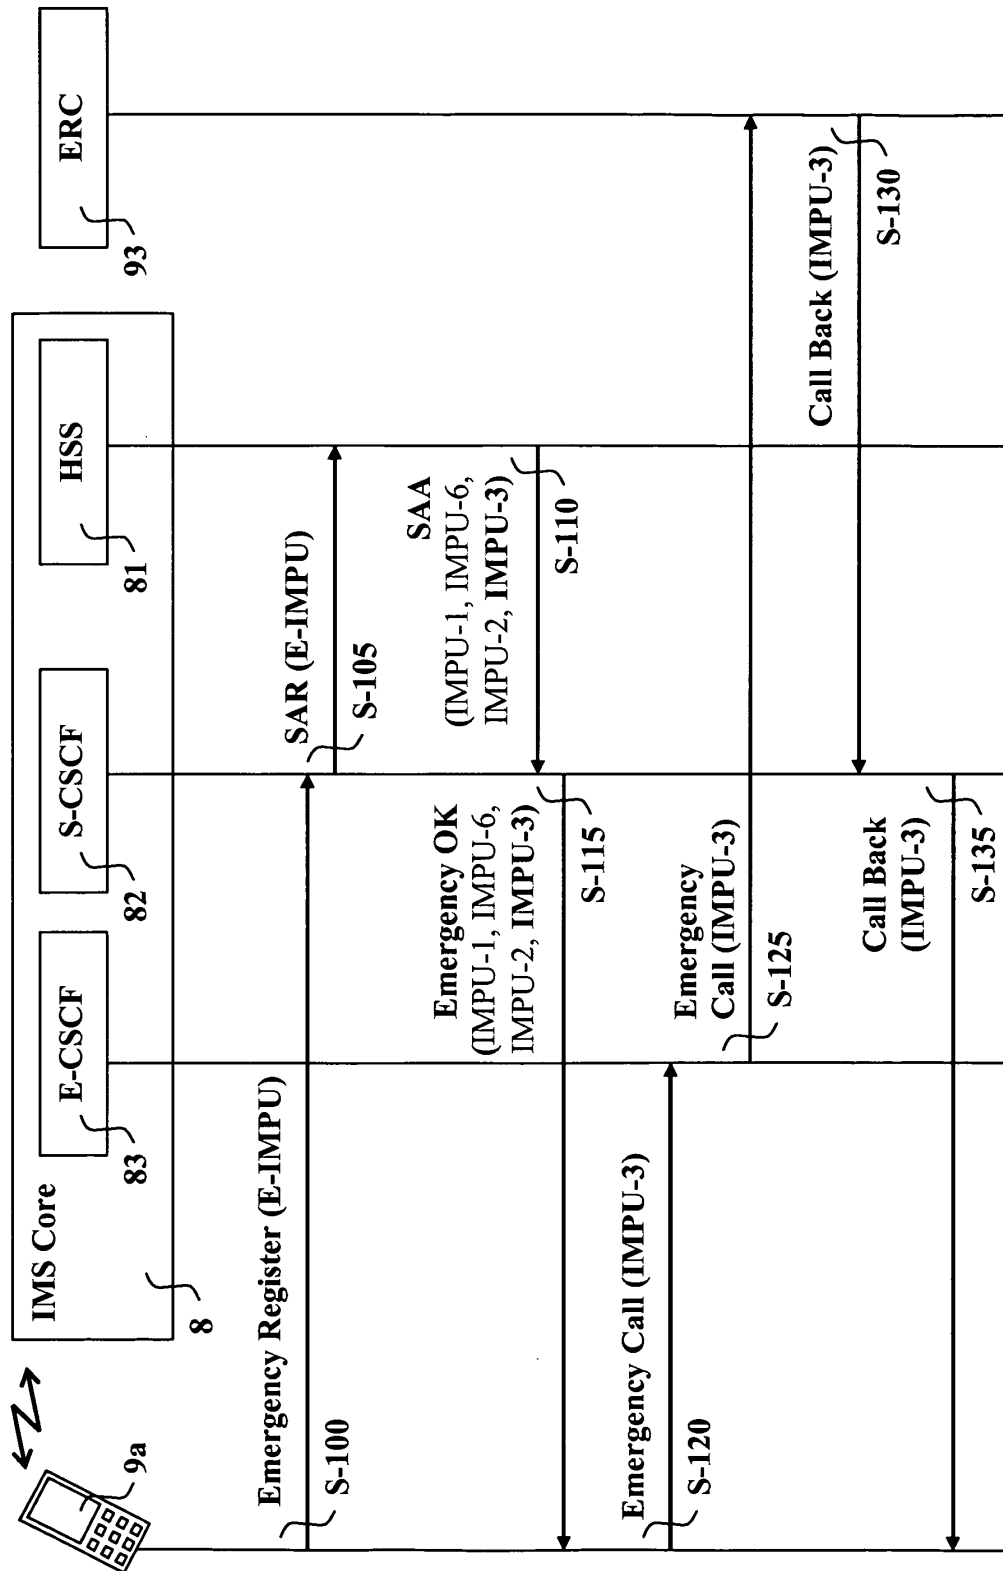 IMS Core
8
9a
E-CSCF
83
S-CSCF
82
HSS
81
ERC
93
Emergency Register (E-IMPU)
S-100
SAR (E-IMPU)
S-105
SAA
(IMPU-1, IMPU-6,
IMPU-2, IMPU-3)
S-110
Emergency OK
(IMPU-1, IMPU-6,
IMPU-2, IMPU-3)
S-115
Emergency Call (IMPU-3)
S-120
Emergency
Call (IMPU-3)
S-125
Call Back (IMPU-3)
S-130
Call Back
(IMPU-3)
S-135